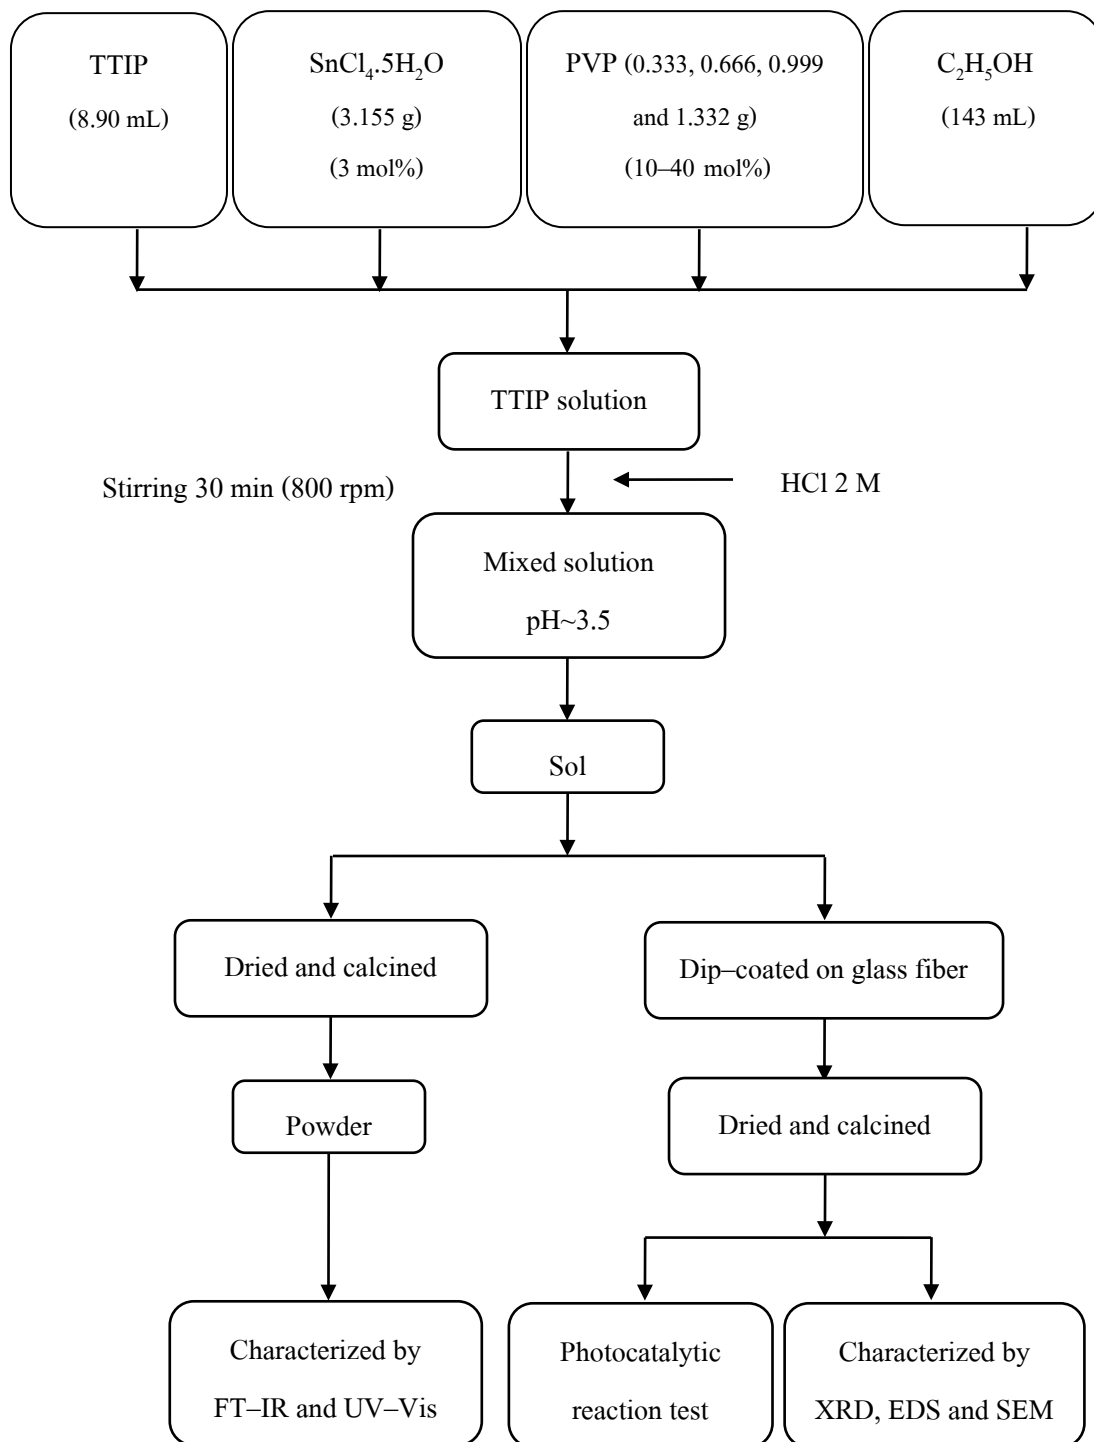 TTIP
(8.90 mL)
SnCl₄.5H₂O
(3.155 g)
(3 mol%)
PVP (0.333, 0.666, 0.999
and 1.332 g)
(10–40 mol%)
C₂H₅OH
(143 mL)
TTIP solution
Stirring 30 min (800 rpm)
HCl 2 M
Mixed solution
pH~3.5
Sol
Dried and calcined
Dip–coated on glass fiber
Powder
Dried and calcined
Characterized by
FT–IR and UV–Vis
Photocatalytic
reaction test
Characterized by
XRD, EDS and SEM